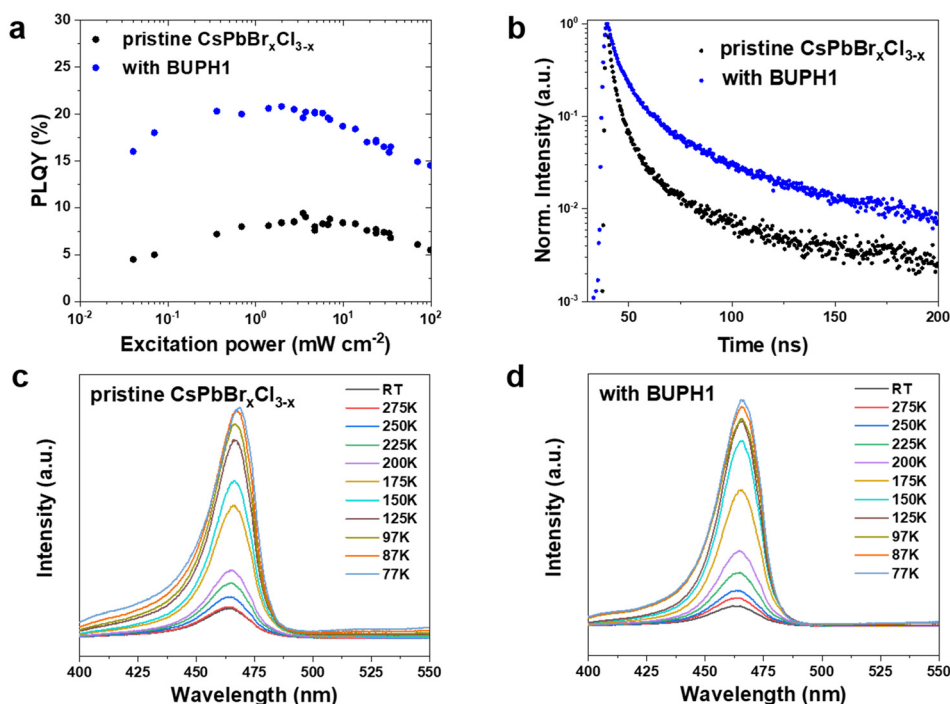 a
30
25
20
15
10
5
0
PLQY (%)
pristine CsPbBrₓCl₃₋ₓ
with BUPH1
10⁻² 10⁻¹ 10⁰ 10¹ 10²
Excitation power (mW cm⁻²)
b
10⁰
10⁻¹
10⁻²
10⁻³
Norm. Intensity (a.u.)
pristine CsPbBrₓCl₃₋ₓ
with BUPH1
50 100 150 200
Time (ns)
c
pristine CsPbBrₓCl₃₋ₓ
Intensity (a.u.)
RT
275K
250K
225K
200K
175K
150K
125K
97K
87K
77K
400 425 450 475 500 525 550
Wavelength (nm)
d
with BUPH1
Intensity (a.u.)
RT
275K
250K
225K
200K
175K
150K
125K
97K
87K
77K
400 425 450 475 500 525 550
Wavelength (nm)